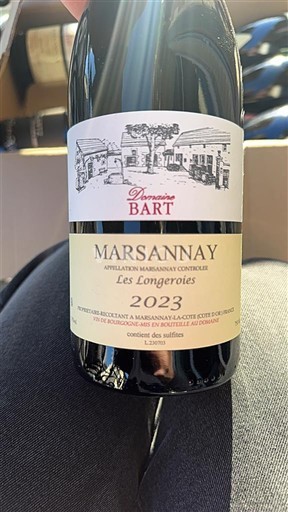 Domaine
BART
MARSANNAY
APPELLATION MARSANNAY CONTROLEE
Les Longeroies
2023
PROPRIETAIRE-RECOLTANT A MARSANNAY-LA-COTE (COTE D'OR) FRANCE
VIN DE BOURGOGNE-MIS EN BOUTEILLE AU DOMAINE
contient des sulfites
L.230703